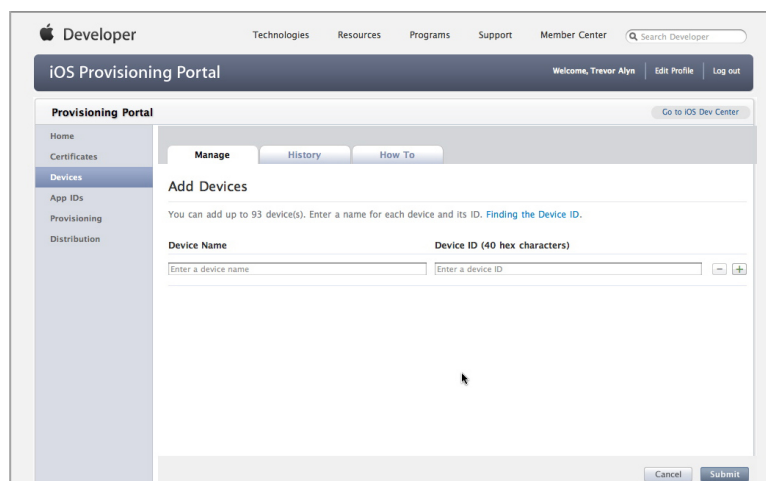 Developer
Technologies Resources Programs Support Member Center Search Developer
iOS Provisioning Portal
Welcome, Trevor Alyn Edit Profile Log out
Provisioning Portal
Go to iOS Dev Center
Home
Certificates
Devices
App IDs
Provisioning
Distribution
Manage History How To
Add Devices
You can add up to 93 device(s). Enter a name for each device and its ID. Finding the Device ID.
Device Name Device ID (40 hex characters)
Enter a device name Enter a device ID
Cancel Submit